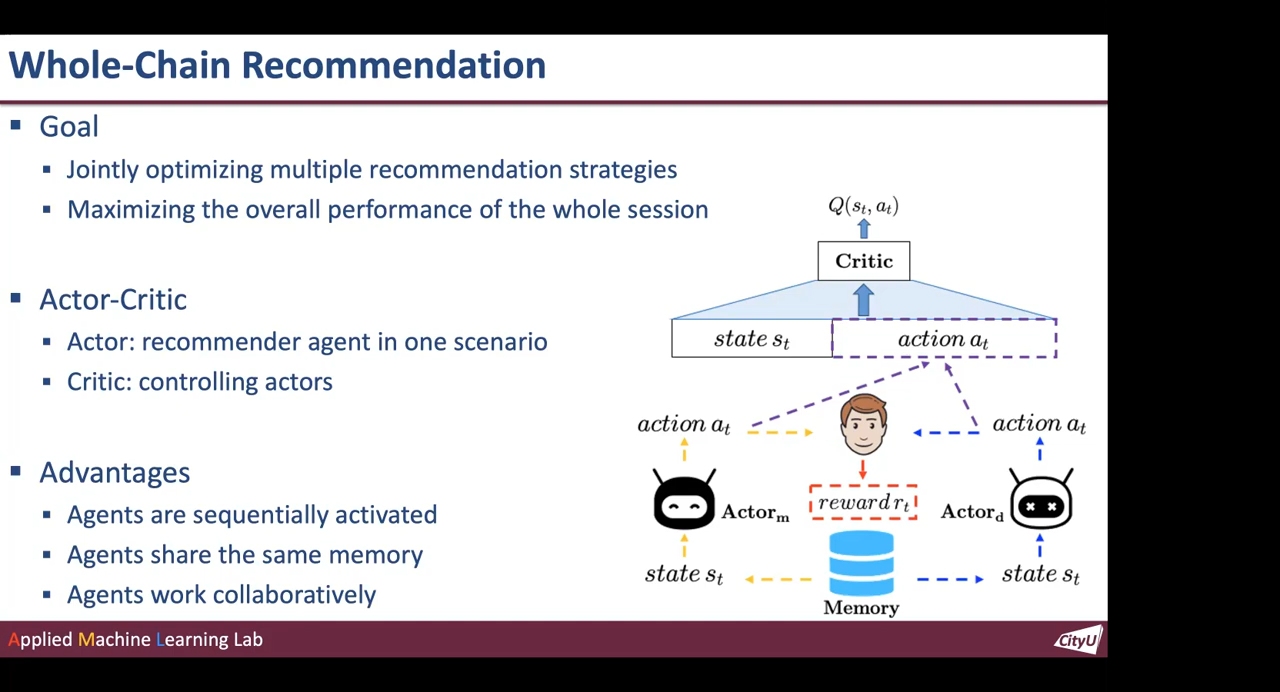 Whole-Chain Recommendation
Goal
Jointly optimizing multiple recommendation strategies
Maximizing the overall performance of the whole session
Actor-Critic
Actor: recommender agent in one scenario
Critic: controlling actors
Advantages
Agents are sequentially activated
Agents share the same memory
Agents work collaboratively
Q(s_t, a_t)
Critic
state s_t
action a_t
action a_t
action a_t
Actor_m
reward r_t
Actor_d
state s_t
state s_t
Memory
Applied Machine Learning Lab
CityU